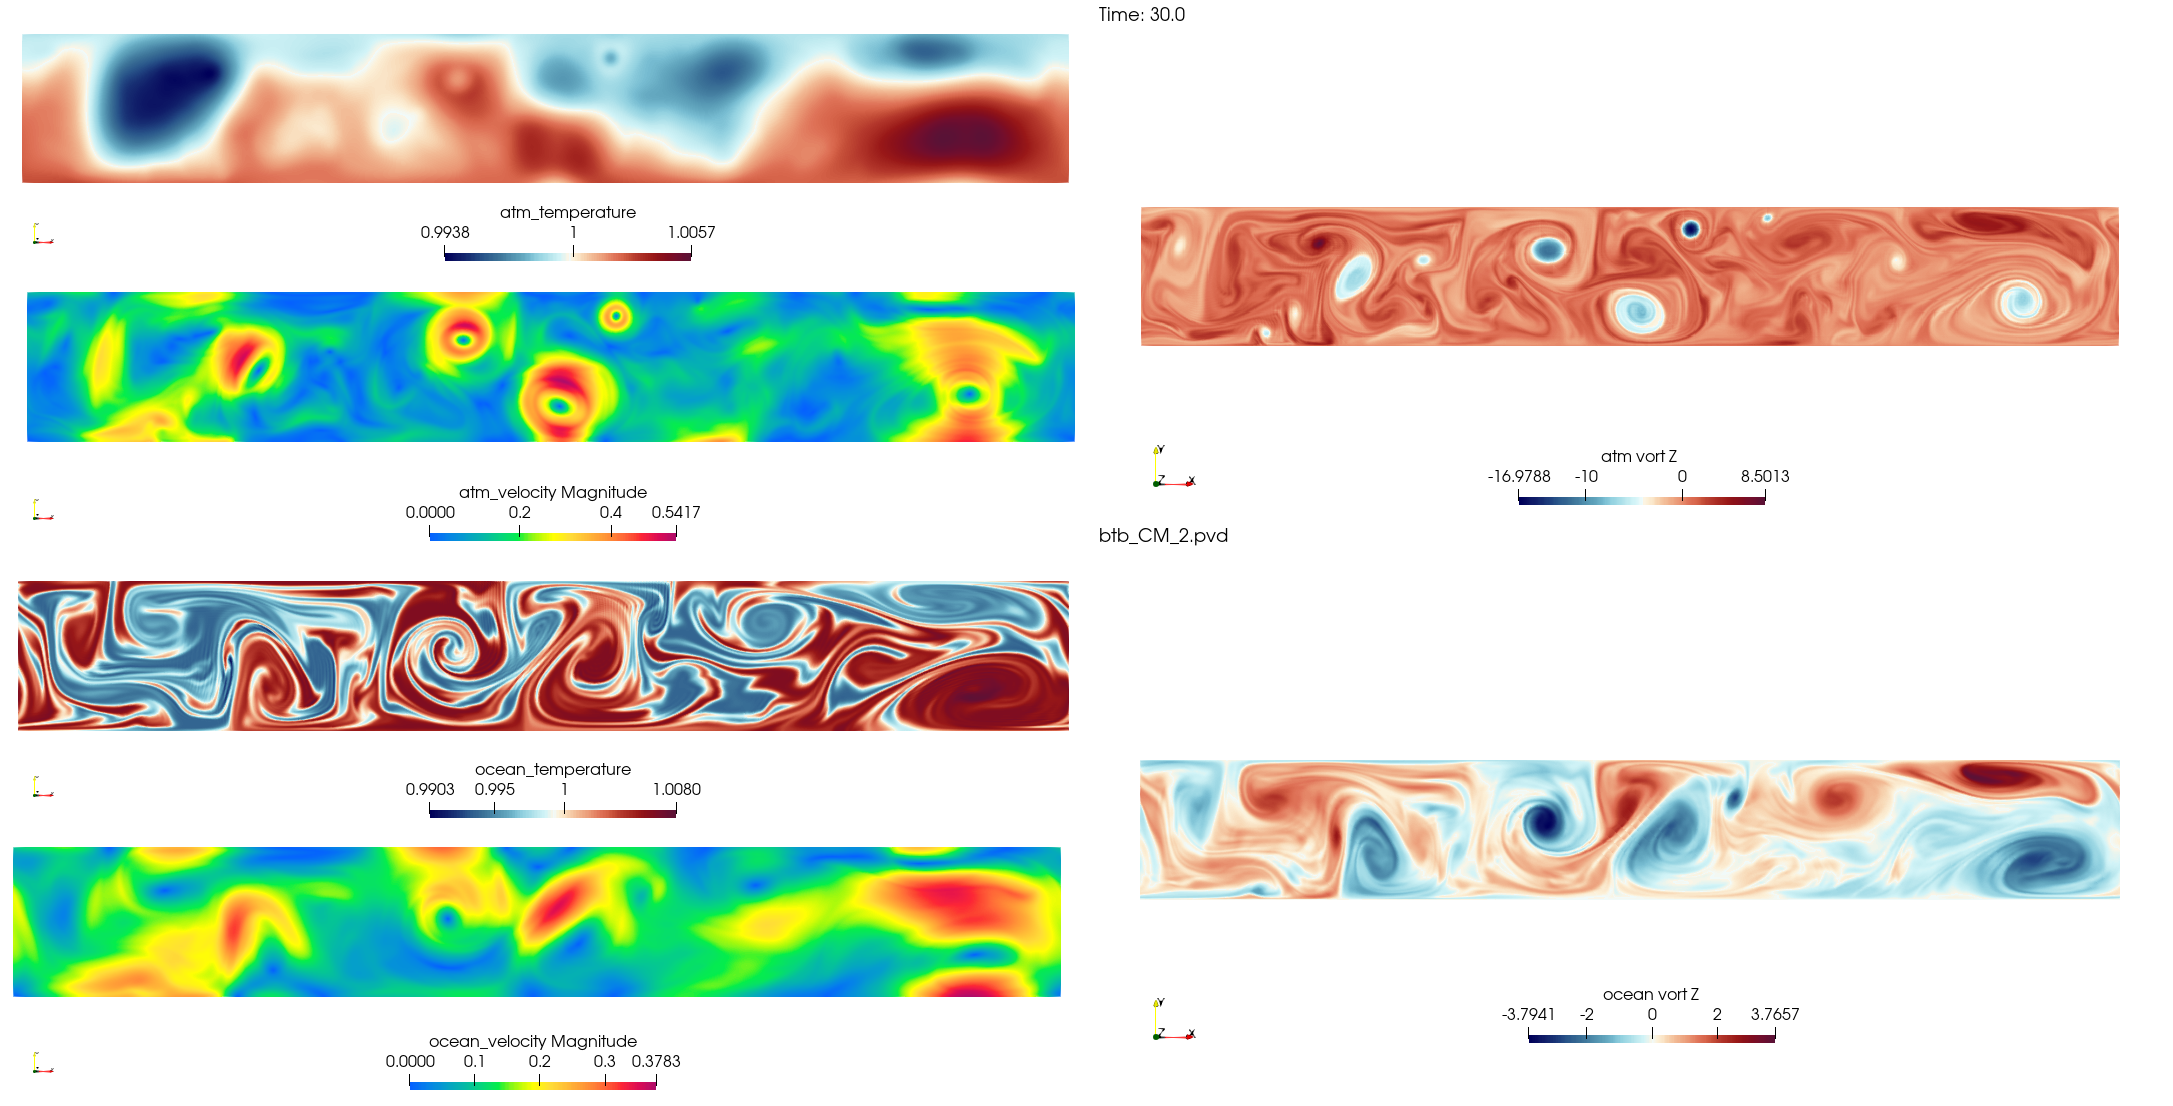 Time: 30.0
atm_temperature
0.9938 1 1.0057
atm_velocity Magnitude
0.0000 0.2 0.4 0.5417
ocean_temperature
0.9903 0.995 1 1.0080
ocean_velocity Magnitude
0.0000 0.1 0.2 0.3 0.3783
Y
Z X
atm vort Z
-16.9788 -10 0 8.5013
btb_CM_2.pvd
Y
Z X
ocean vort Z
-3.7941 -2 0 2 3.7657